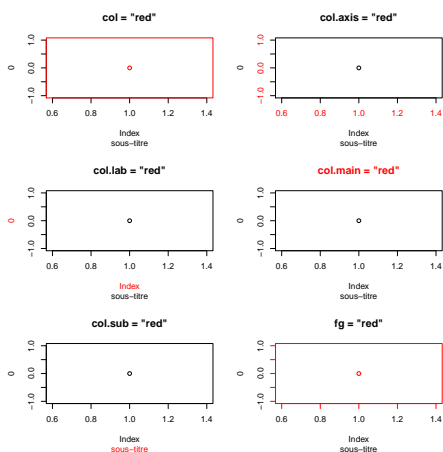 col = "red"
0
−1.0 0.0 1.0
0.6 0.8 1.0 1.2 1.4
Index
sous−titre
col.axis = "red"
0
−1.0 0.0 1.0
0.6 0.8 1.0 1.2 1.4
Index
sous−titre
col.lab = "red"
0
−1.0 0.0 1.0
0.6 0.8 1.0 1.2 1.4
Index
sous−titre
col.main = "red"
0
−1.0 0.0 1.0
0.6 0.8 1.0 1.2 1.4
Index
sous−titre
col.sub = "red"
0
−1.0 0.0 1.0
0.6 0.8 1.0 1.2 1.4
Index
sous−titre
fg = "red"
0
−1.0 0.0 1.0
0.6 0.8 1.0 1.2 1.4
Index
sous−titre